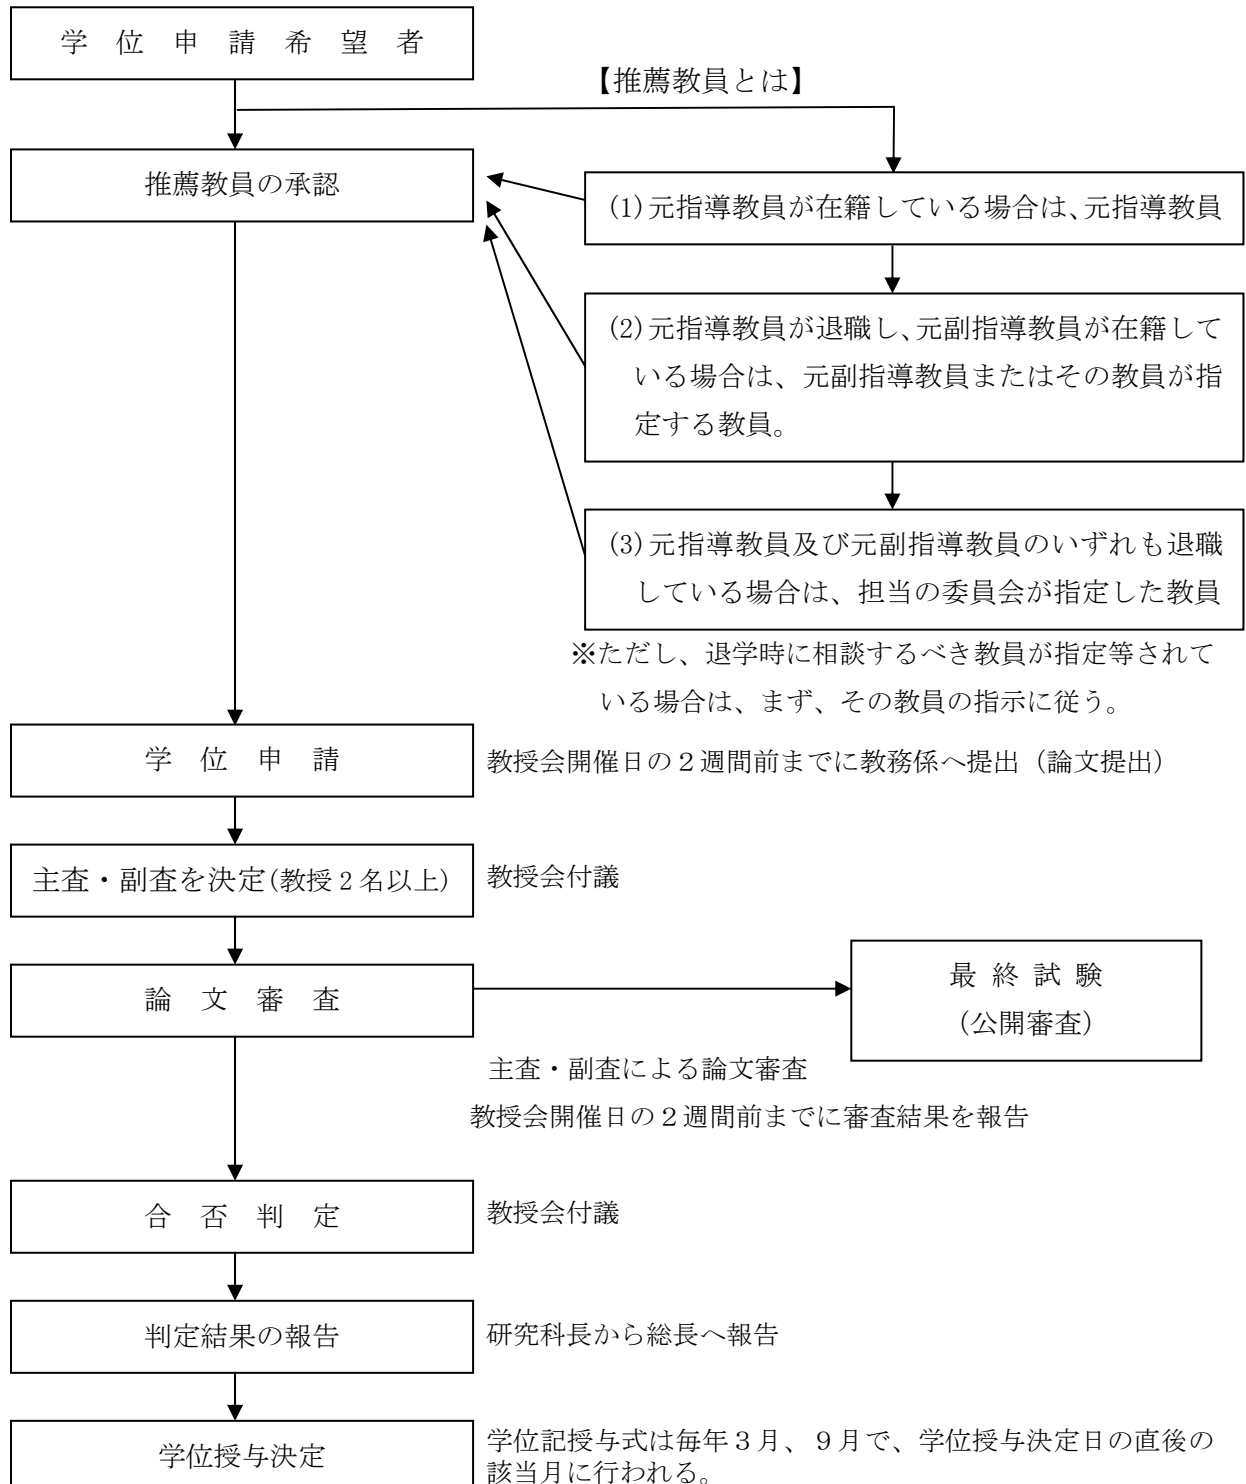 学 位 申 請 希 望 者
【推薦教員とは】
推薦教員の承認
(1)元指導教員が在籍している場合は、元指導教員
(2)元指導教員が退職し、元副指導教員が在籍して
いる場合は、元副指導教員またはその教員が指
定する教員。
(3)元指導教員及び元副指導教員のいずれも退職
している場合は、担当の委員会が指定した教員
※ただし、退学時に相談するべき教員が指定等されて
いる場合は、まず、その教員の指示に従う。
学 位 申 請
教授会開催日の2週間前までに教務係へ提出（論文提出）
主査・副査を決定(教授2名以上)
教授会付議
論 文 審 査
最 終 試 験
（公開審査）
主査・副査による論文審査
教授会開催日の2週間前までに審査結果を報告
合 否 判 定
教授会付議
判定結果の報告
研究科長から総長へ報告
学位授与決定
学位記授与式は毎年3月、9月で、学位授与決定日の直後の
該当月に行われる。